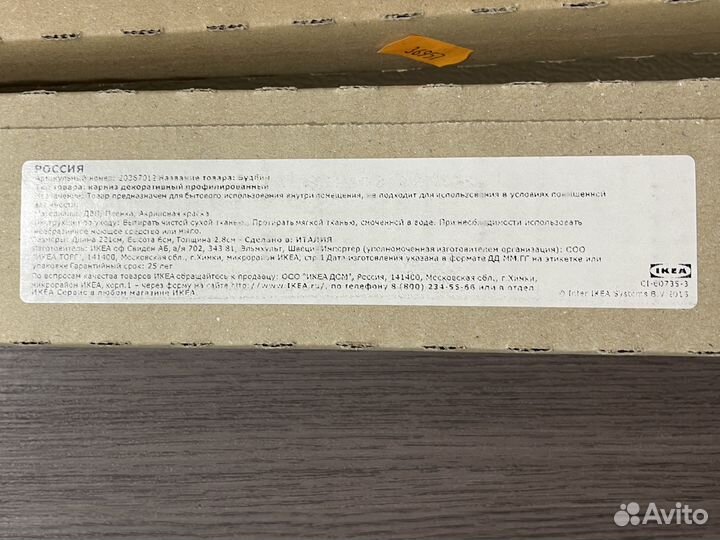 36957
РОССИЯ
Артикульный номер: 20267012 Название товара: Будбин
Тип товара: карниз декоративный профилированный
Назначение: Товар предназначен для бытового использования внутри помещения, не подходит для использования в условиях повышенной
влажности.
Материалы: ДВП, Пленка, Акриловая краска
Инструкции по уходу: Вытирать чистой сухой тканью., Протирать мягкой тканью, смоченной в воде. При необходимости использовать
неабразивное моющее средство или мыло.
Размеры: Длина 221см, Высота 6см, Толщина 2.8см - Сделано в: ИТАЛИЯ
Изготовитель: ИКЕА оф Свиден АБ, а/я 702, 343 81, Эльмхульт, Швеция Импортер (уполномоченная изготовителем организация): ООО
"ИКЕА ТОРГ", 141400, Московская обл., г.Химки, микрорайон ИКЕА, стр.1 Дата изготовления указана в формате ДД.ММ.ГГ на этикетке или
упаковке Гарантийный срок: 25 лет
По вопросам качества товаров ИКЕА обращайтесь к продавцу: ООО "ИКЕА ДОМ", Россия, 141400, Московская обл., г.Химки,
микрорайон ИКЕА, корп.1 - через форму на сайте http://www.IKEA.ru/, по телефону 8 (800) 234-55-66 или в отдел
ИКЕА Сервис в любом магазине ИКЕА.
IKEA
CI-60735-3
© Inter IKEA Systems B.V. 2013
Avito